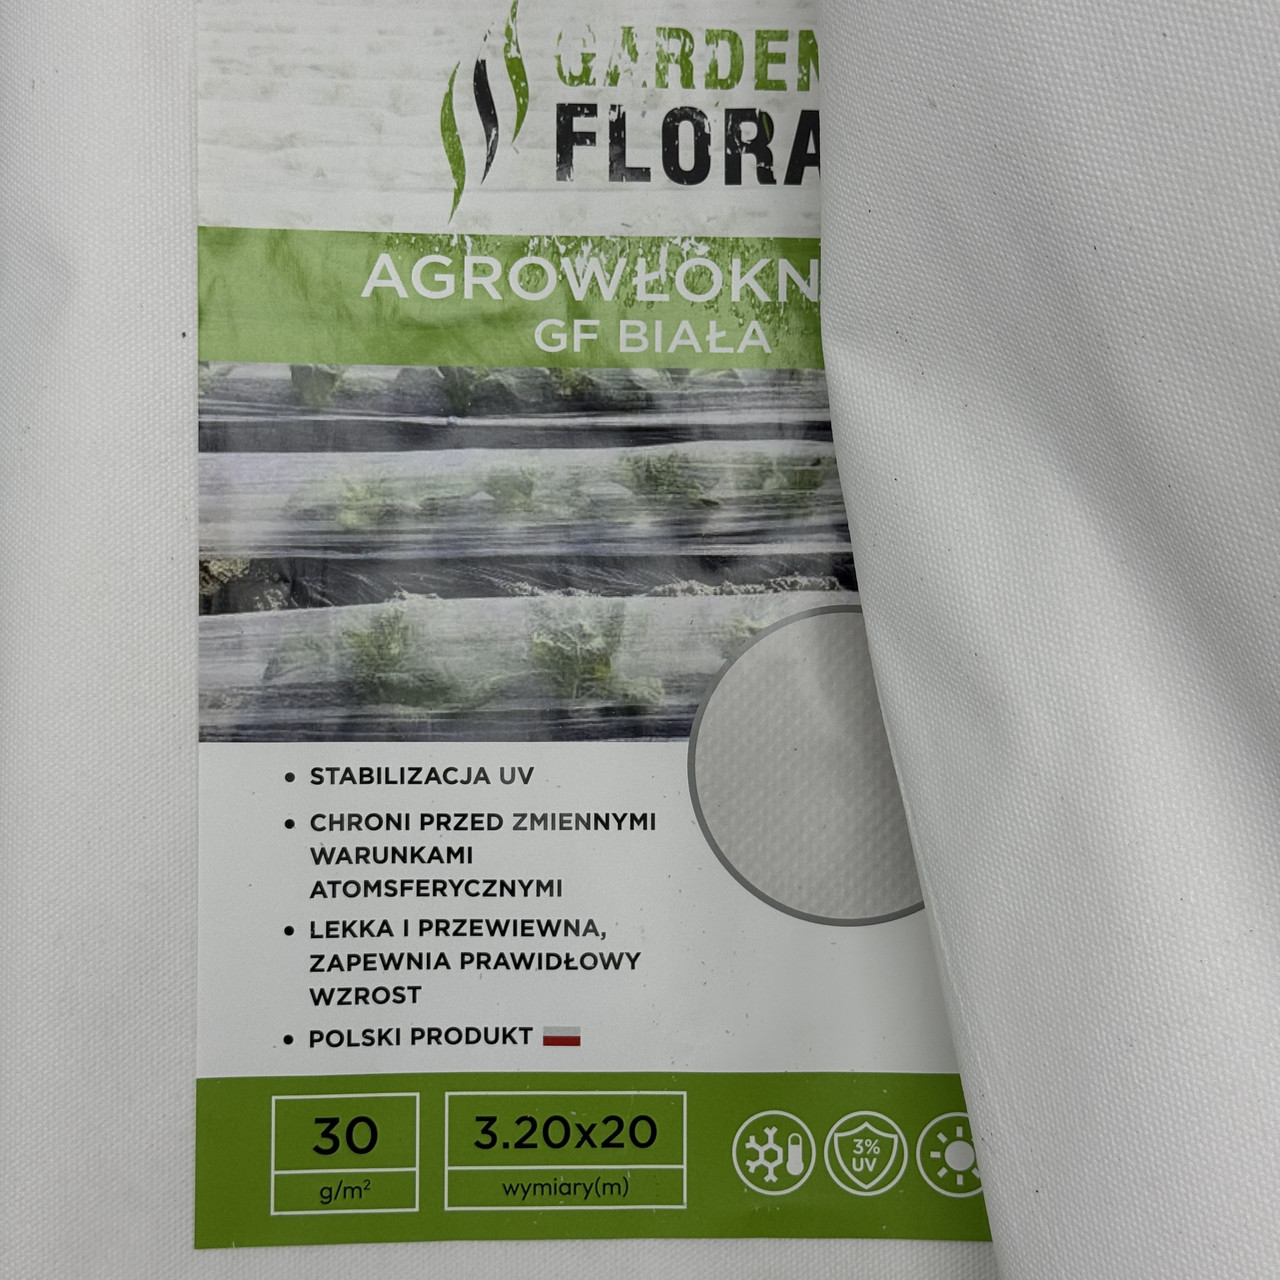 GARDEN
FLORA
AGROWŁÓKN
GF BIAŁA
• STABILIZACJA UV
• CHRONI PRZED ZMIENNYMI
WARUNKAMI
ATOMSFERYCZNYMI
• LEKKA I PRZEWIEWNA,
ZAPEWNIA PRAWIDŁOWY
WZROST
• POLSKI PRODUKT
30
g/m²
3.20x20
wymiary(m)
3%
UV